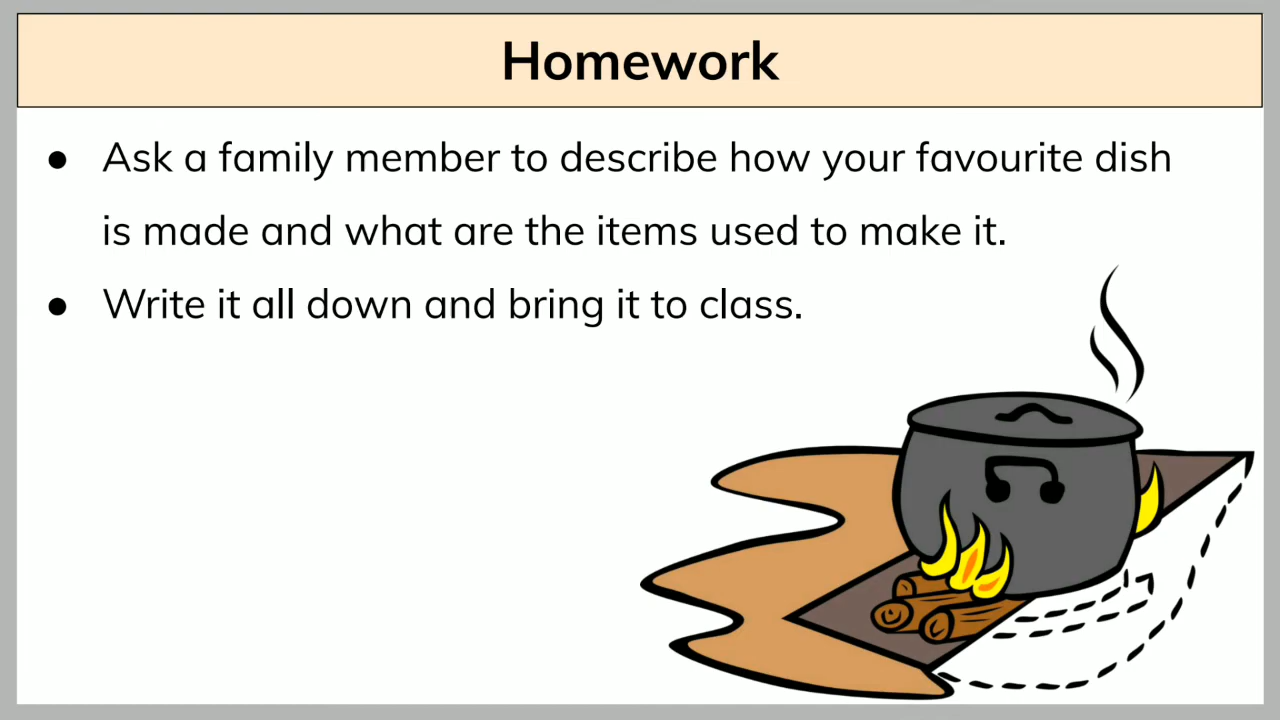 Homework
● Ask a family member to describe how your favourite dish
is made and what are the items used to make it.
● Write it all down and bring it to class.